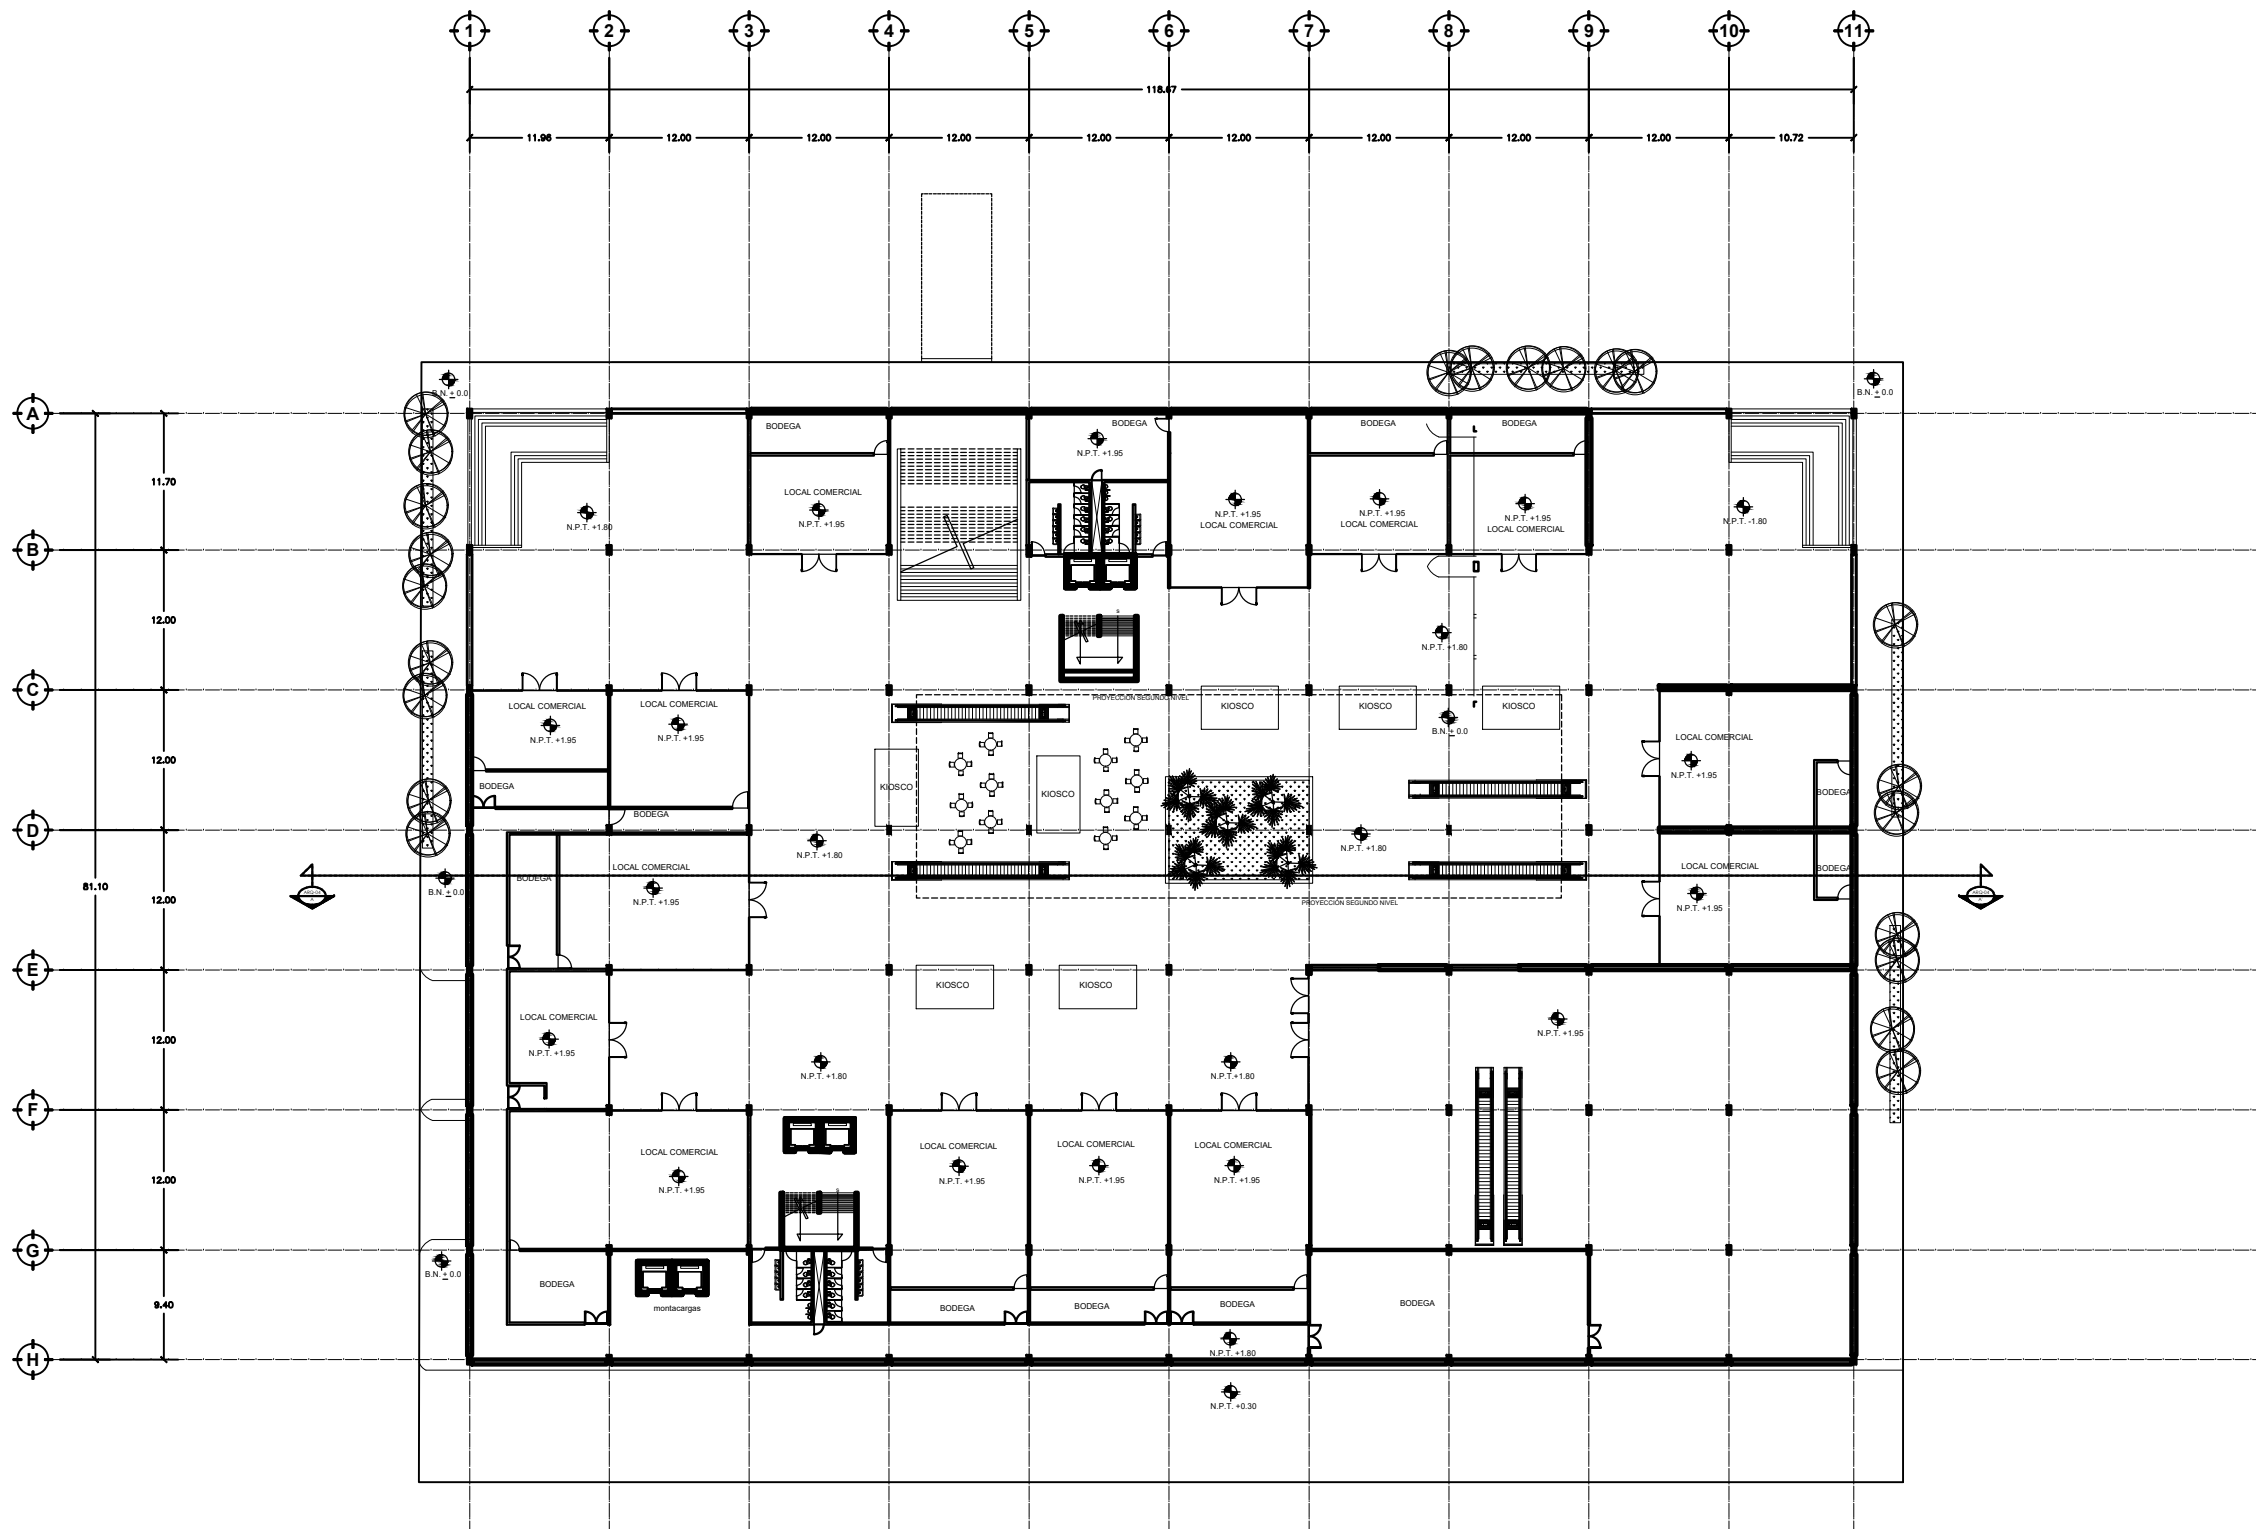 1 2 3 4 5 6 7 8 9 10 11
118.67
11.96 12.00 12.00 12.00 12.00 12.00 12.00 12.00 12.00 10.72
B.N. ± 0.0
B.N. ± 0.0
A
BODEGA
BODEGA
BODEGA
BODEGA
N.P.T. +1.95
11.70
LOCAL COMERCIAL
N.P.T. +1.95
N.P.T. +1.80
N.P.T. +1.95
LOCAL COMERCIAL
N.P.T. +1.95
LOCAL COMERCIAL
N.P.T. +1.95
LOCAL COMERCIAL
N.P.T. -1.80
B
12.00
S
N.P.T. +1.80
C
PROYECCIÓN SEGUNDO NIVEL
LOCAL COMERCIAL
N.P.T. +1.95
LOCAL COMERCIAL
N.P.T. +1.95
KIOSCO
KIOSCO
KIOSCO
B.N. ± 0.0
LOCAL COMERCIAL
N.P.T. +1.95
12.00
BODEGA
KIOSCO
KIOSCO
BODEGA
BODEGA
D
N.P.T. +1.80
N.P.T. +1.80
LOCAL COMERCIAL
N.P.T. +1.95
BODEGA
LOCAL COMERCIAL
N.P.T. +1.95
BODEGA
81.10
B.N. ± 0.0
12.00
PROYECCIÓN SEGUNDO NIVEL
E
KIOSCO
KIOSCO
LOCAL COMERCIAL
N.P.T. +1.95
N.P.T. +1.95
12.00
N.P.T. +1.80
N.P.T. +1.80
F
LOCAL COMERCIAL
N.P.T. +1.95
LOCAL COMERCIAL
N.P.T. +1.95
LOCAL COMERCIAL
N.P.T. +1.95
LOCAL COMERCIAL
N.P.T. +1.95
12.00
S
G
B.N. ± 0.0
BODEGA
montacargas
BODEGA
BODEGA
BODEGA
BODEGA
9.40
N.P.T. +1.80
H
N.P.T. +0.30